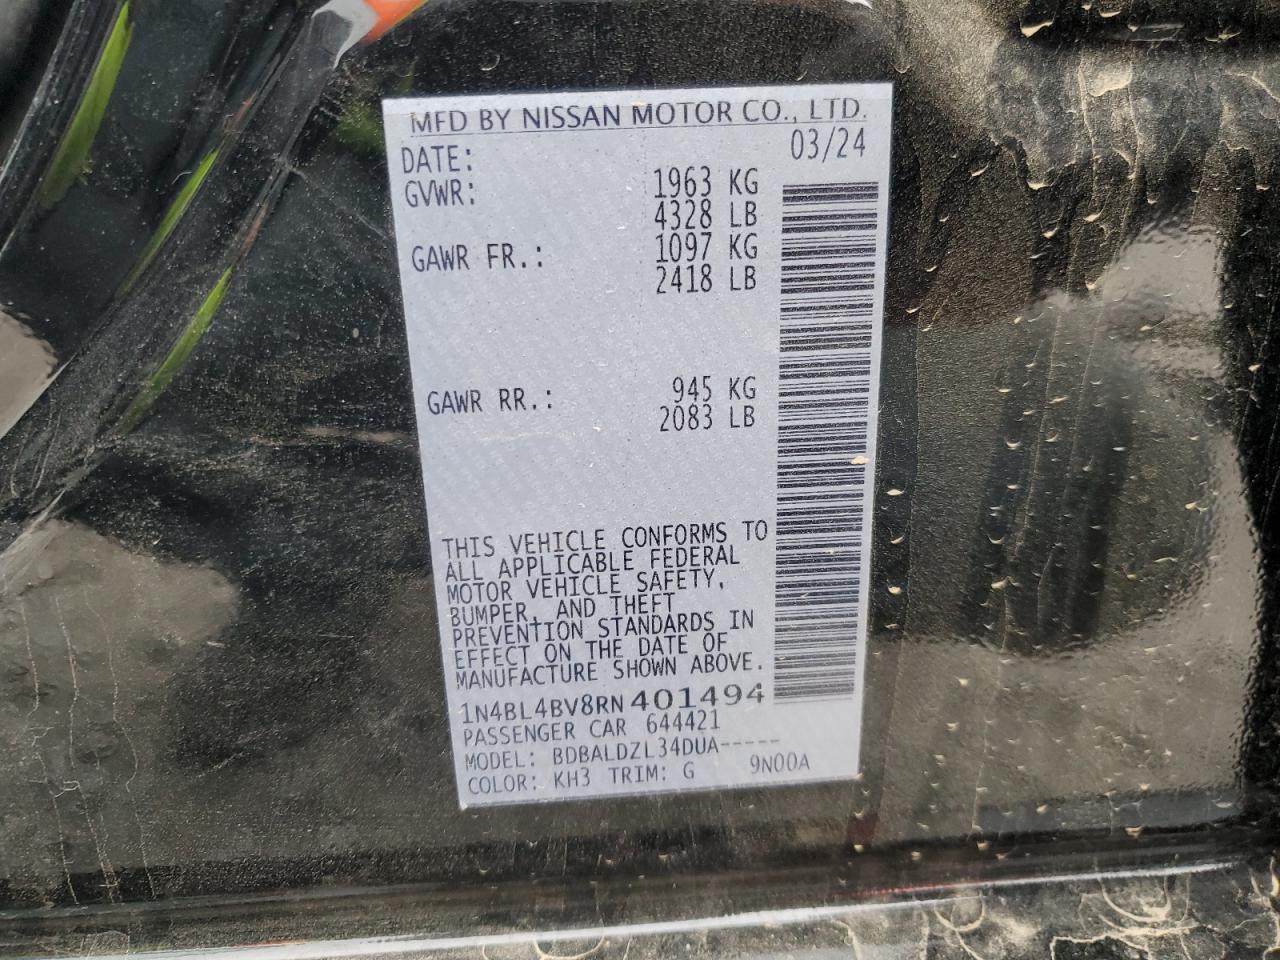 MFD BY NISSAN MOTOR CO., LTD.
DATE: 03/24
GVWR: 1963 KG
4328 LB
GAWR FR.: 1097 KG
2418 LB
GAWR RR.: 945 KG
2083 LB
THIS VEHICLE CONFORMS TO
ALL APPLICABLE FEDERAL
MOTOR VEHICLE SAFETY,
BUMPER, AND THEFT
PREVENTION STANDARDS IN
EFFECT ON THE DATE OF
MANUFACTURE SHOWN ABOVE.
1N4BL4BV8RN401494
PASSENGER CAR 644421
MODEL: BDBALDZL34DUA-----
COLOR: KH3 TRIM: G 9N00A